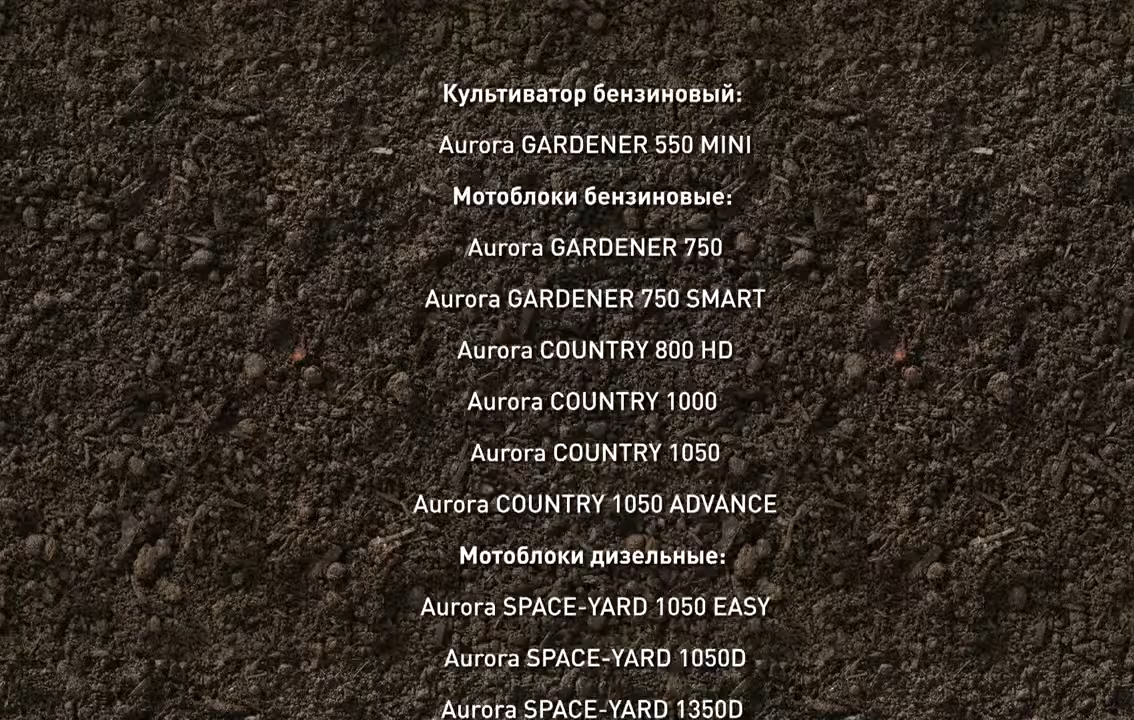 Культиватор бензиновый:
Aurora GARDENER 550 MINI
Мотоблоки бензиновые:
Aurora GARDENER 750
Aurora GARDENER 750 SMART
Aurora COUNTRY 800 HD
Aurora COUNTRY 1000
Aurora COUNTRY 1050
Aurora COUNTRY 1050 ADVANCE
Мотоблоки дизельные:
Aurora SPACE-YARD 1050 EASY
Aurora SPACE-YARD 1050D
Aurora SPACE-YARD 1350D